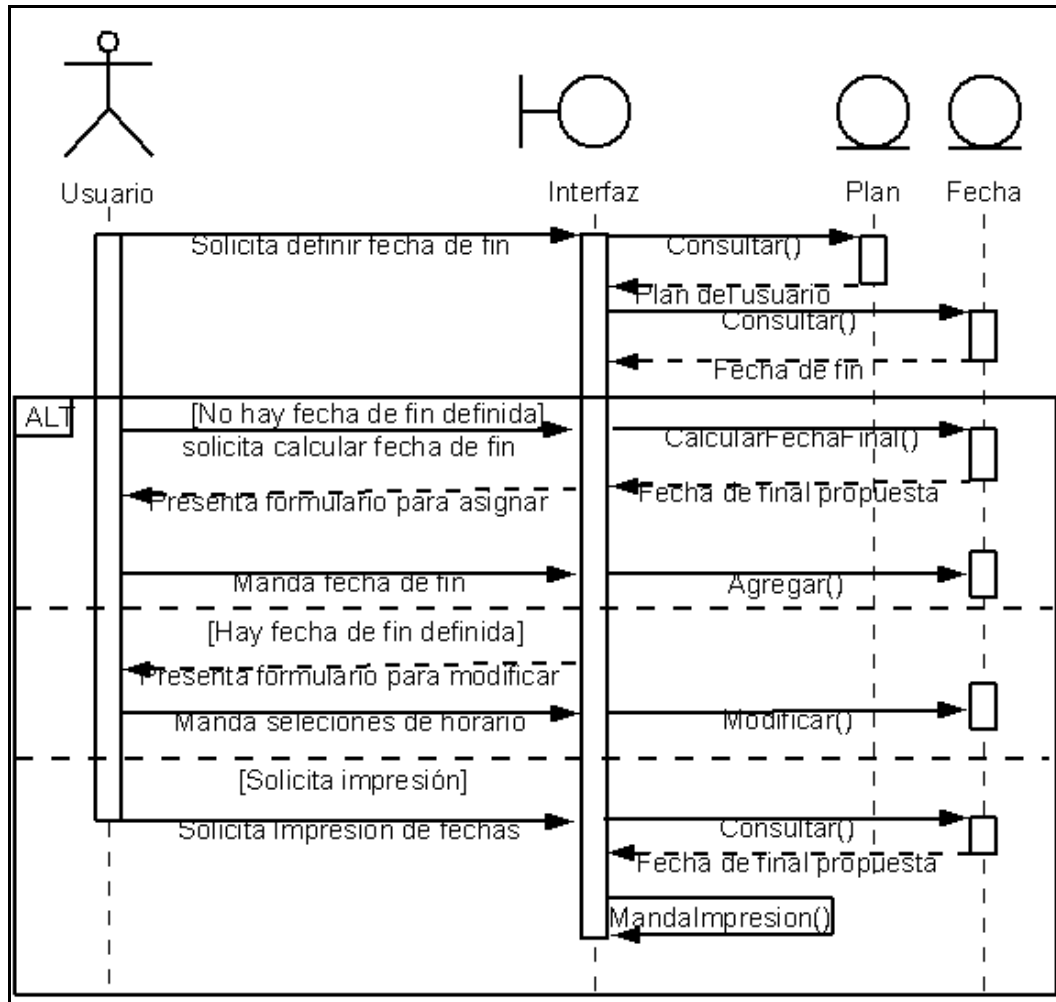 Usuario
Interfaz
Plan
Fecha
Solicita definir fecha de fin
Consultar()
Plan del usuario
Consultar()
Fecha de fin
ALT
[No hay fecha de fin definida]
solicita calcular fecha de fin
CalcularFechaFinal()
Presenta formulario para asignar
Fecha de final propuesta
Manda fecha de fin
Agregar()
[Hay fecha de fin definida]
Presenta formulario para modificar
Manda seleciones de horario
Modificar()
[Solicita impresión]
Solicita Impresion de fechas
Consultar()
Fecha de final propuesta
MandaImpresion()